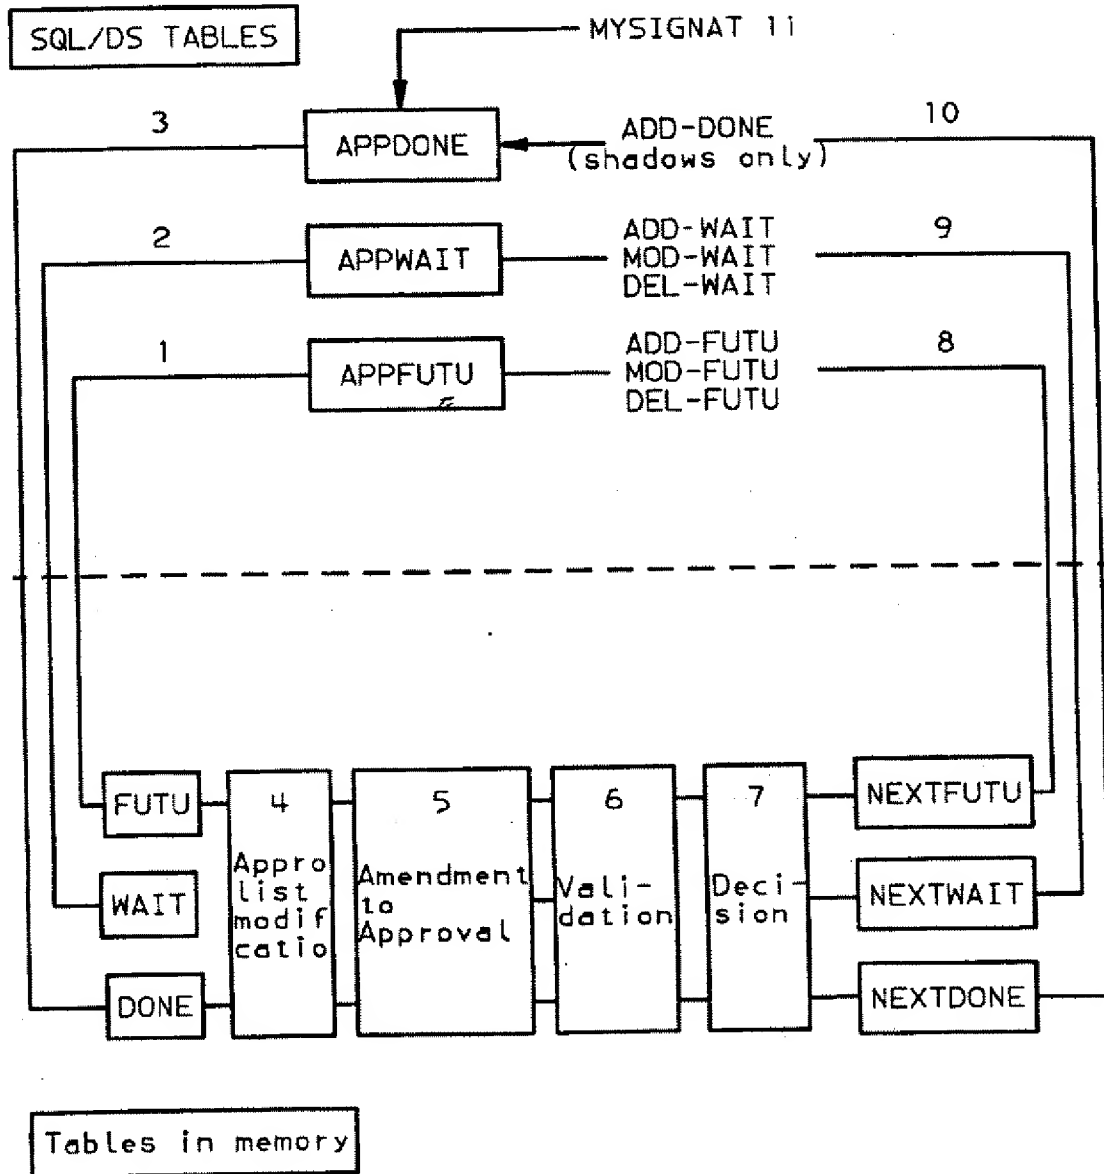 SQL/DS TABLES
MYSIGNAT 1i
3
APPDONE
ADD-DONE
(shadows only)
10
2
APPWAIT
ADD-WAIT
MOD-WAIT
DEL-WAIT
9
1
APPFUTU
ADD-FUTU
MOD-FUTU
DEL-FUTU
8
FUTU
WAIT
DONE
4
Appro
list
modif
catio
5
Amendment
to
Approval
6
Vali-
dation
7
Deci-
sion
NEXTFUTU
NEXTWAIT
NEXTDONE
Tables in memory